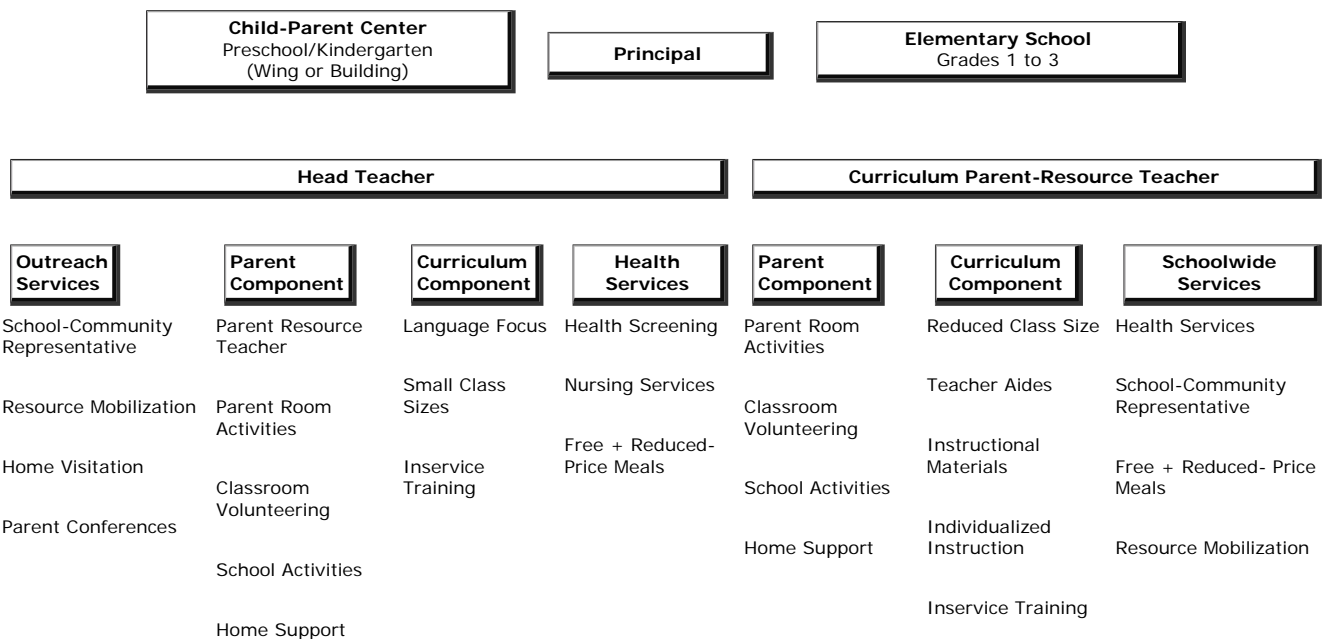 Child-Parent Center
Preschool/Kindergarten
(Wing or Building)
Principal
Elementary School
Grades 1 to 3
Head Teacher
Curriculum Parent-Resource Teacher
Outreach
Services
School-Community
Representative
Resource Mobilization
Home Visitation
Parent Conferences
Parent
Component
Parent Resource
Teacher
Parent Room
Activities
Classroom
Volunteering
School Activities
Home Support
Curriculum
Component
Language Focus
Small Class
Sizes
Inservice
Training
Health
Services
Health Screening
Nursing Services
Free + Reduced-
Price Meals
Parent
Component
Parent Room
Activities
Classroom
Volunteering
School Activities
Home Support
Curriculum
Component
Reduced Class Size
Teacher Aides
Instructional
Materials
Individualized
Instruction
Inservice Training
Schoolwide
Services
Health Services
School-Community
Representative
Free + Reduced- Price
Meals
Resource Mobilization